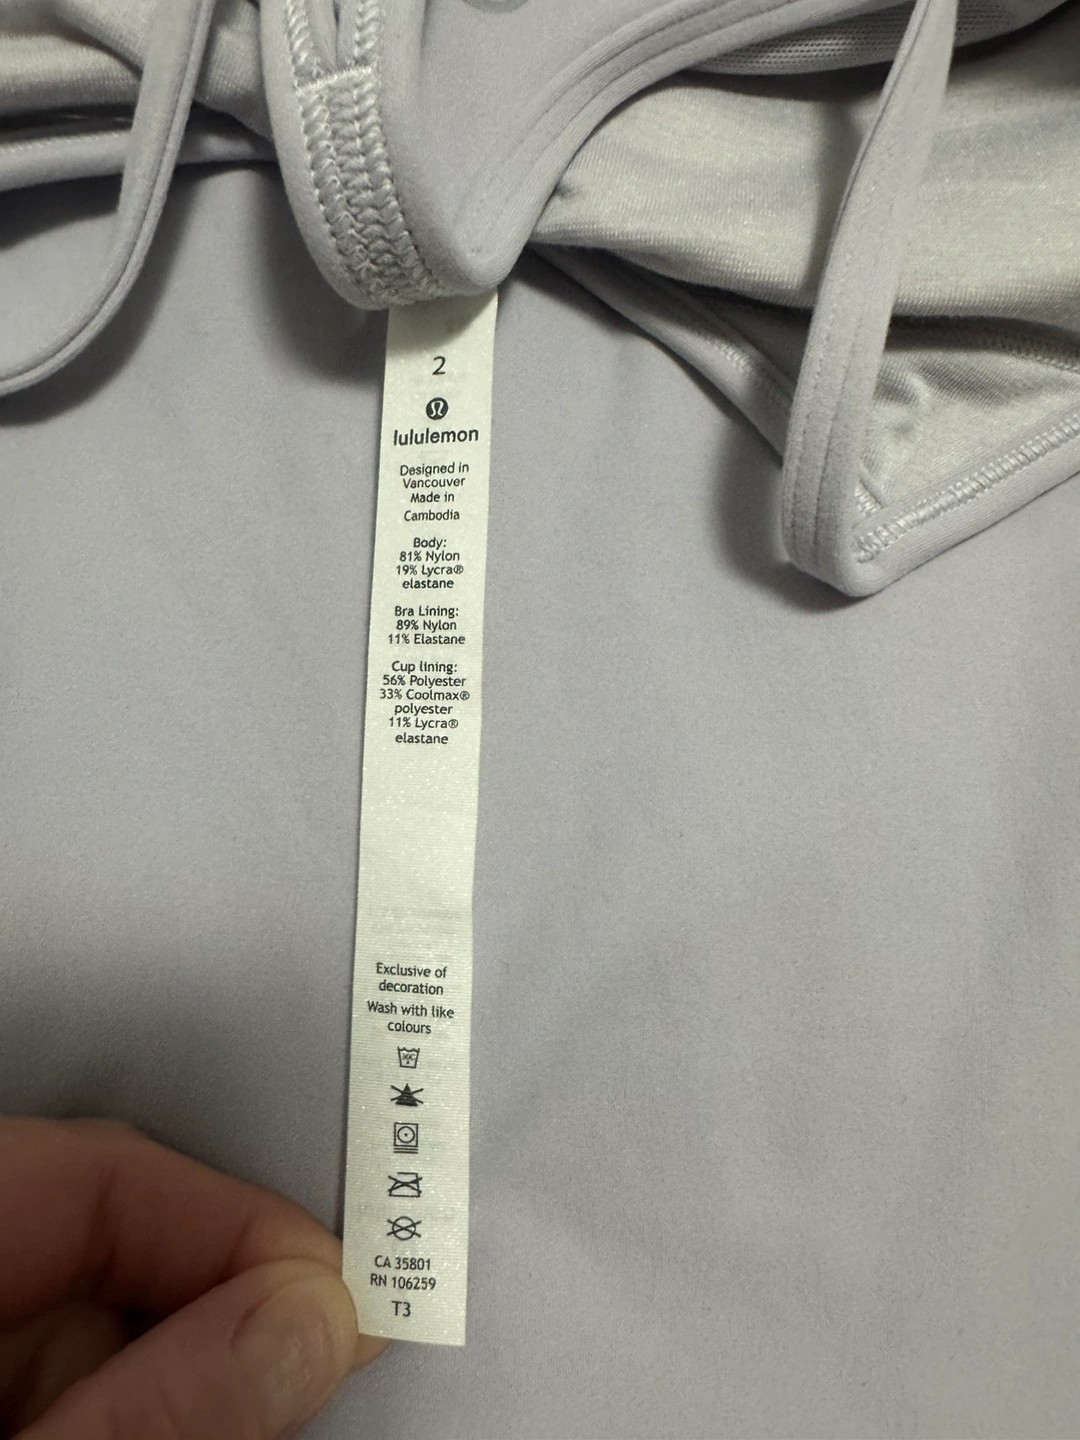 2
lululemon
Designed in
Vancouver
Made in
Cambodia
Body:
81% Nylon
19% Lycra®
elastane
Bra Lining:
89% Nylon
11% Elastane
Cup lining:
56% Polyester
33% Coolmax®
polyester
11% Lycra®
elastane
Exclusive of
decoration
Wash with like
colours
CA 35801
RN 106259
T3